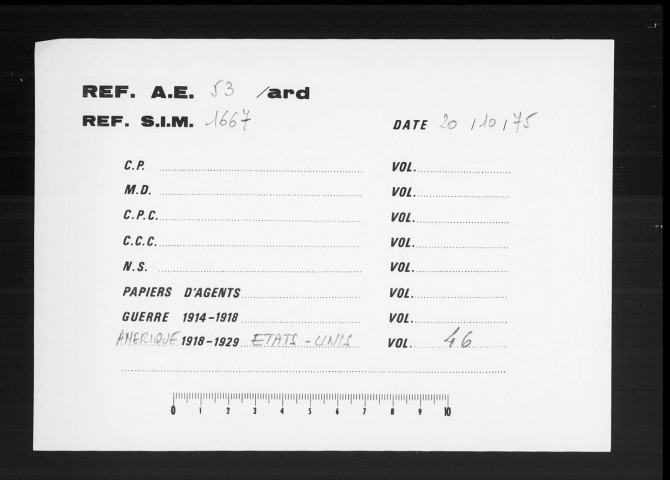 REF. A.E. 53 /ard
REF. S.I.M. 1667
DATE 20 / 10 / 75
C.P. VOL.
M.D. VOL.
C.P.C. VOL.
C.C.C. VOL.
N.S. VOL.
PAPIERS D'AGENTS VOL.
GUERRE 1914-1918 VOL.
AMERIQUE 1918-1929 ETATS-UNIS VOL. 46
0 1 2 3 4 5 6 7 8 9 10